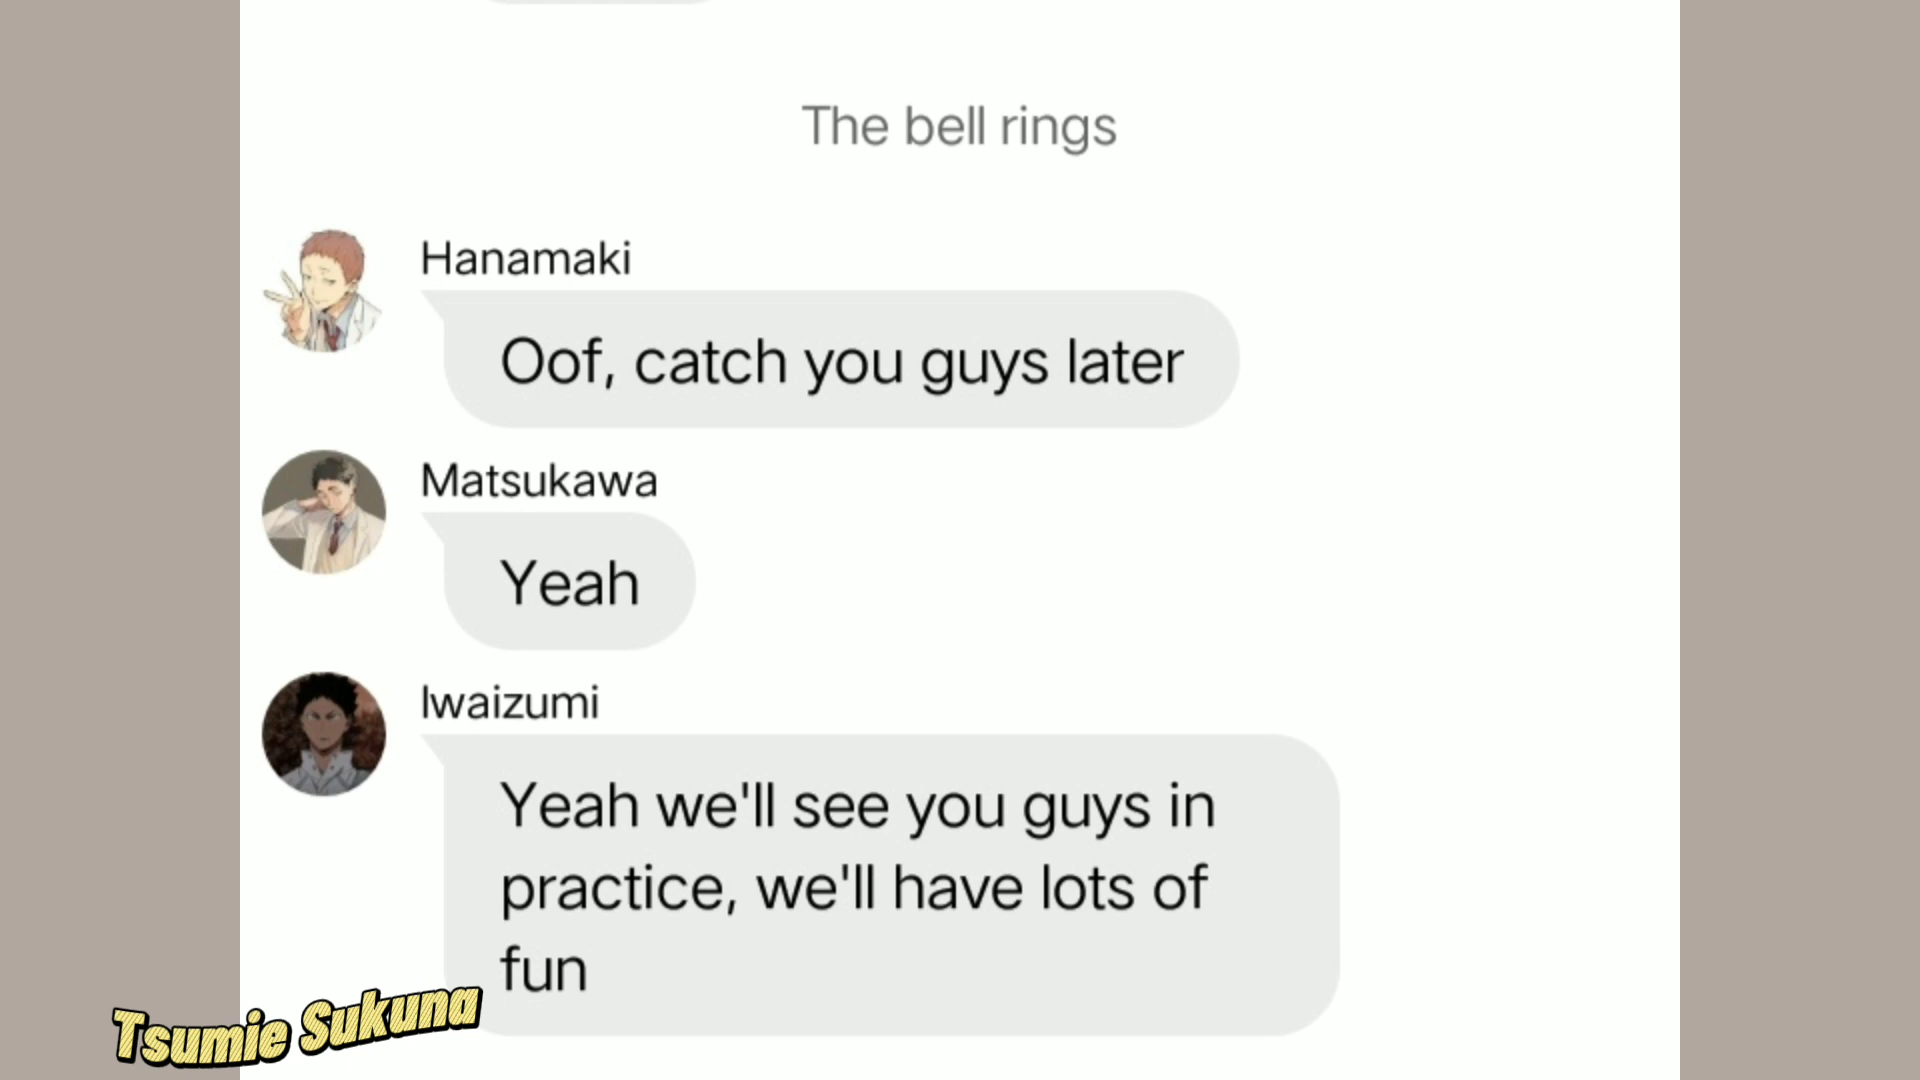 The bell rings
Hanamaki
Oof, catch you guys later
Matsukawa
Yeah
Iwaizumi
Yeah we'll see you guys in
practice, we'll have lots of
fun
Tsumie Sukuna